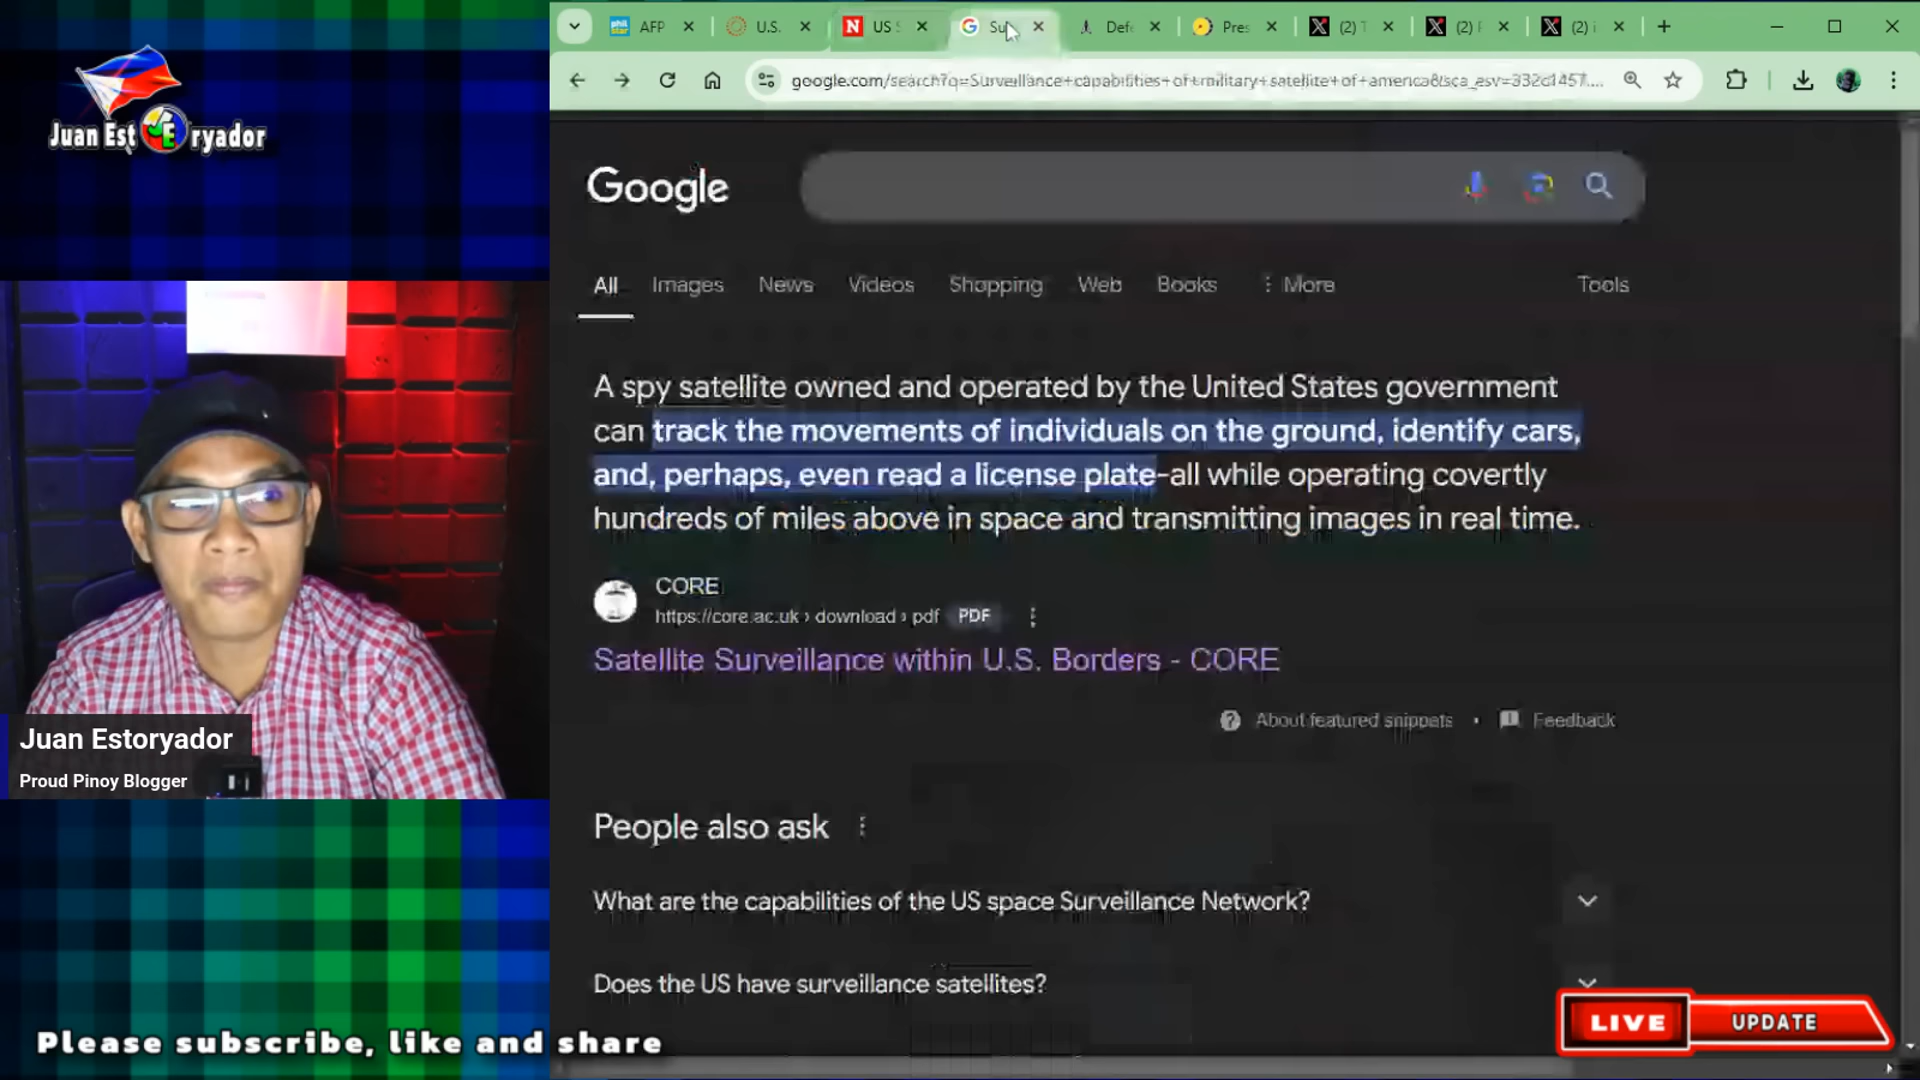 Juan Est E ryador
AFP
U.S.
US
Su
Defe
Pres
(2) T
(2)
(2) i
google.com/search?q=Surveillance+capabilities+of+military+satellite+of+america&sca_esv=332c1457...
Google
All Images News Videos Shopping Web Books More Tools
A spy satellite owned and operated by the United States government
can track the movements of individuals on the ground, identify cars,
and, perhaps, even read a license plate-all while operating covertly
hundreds of miles above in space and transmitting images in real time.
CORE
https://core.ac.uk › download › pdf PDF
Satellite Surveillance within U.S. Borders - CORE
About featured snippets • Feedback
People also ask
What are the capabilities of the US space Surveillance Network?
Does the US have surveillance satellites?
Juan Estoryador
Proud Pinoy Blogger
Please subscribe, like and share
LIVE UPDATE